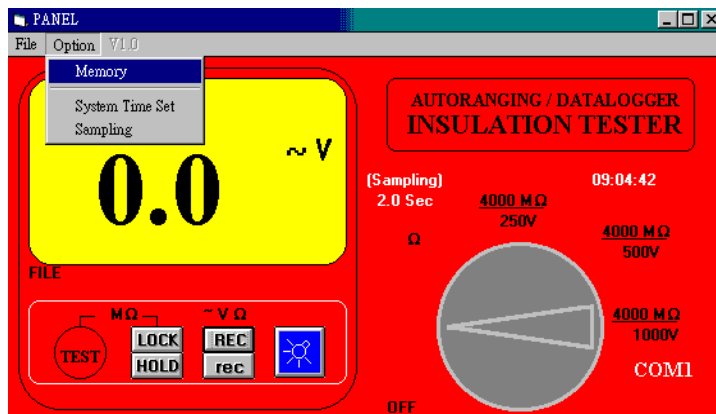 PANEL
File Option V1.0
Memory
System Time Set
Sampling
0.0
~ V
FILE
MΩ
~ V Ω
TEST
LOCK
REC
HOLD
rec
AUTORANGING / DATALOGGER
INSULATION TESTER
(Sampling)
2.0 Sec
09:04:42
4000 MΩ
250V
Ω
4000 MΩ
500V
4000 MΩ
1000V
COM1
OFF